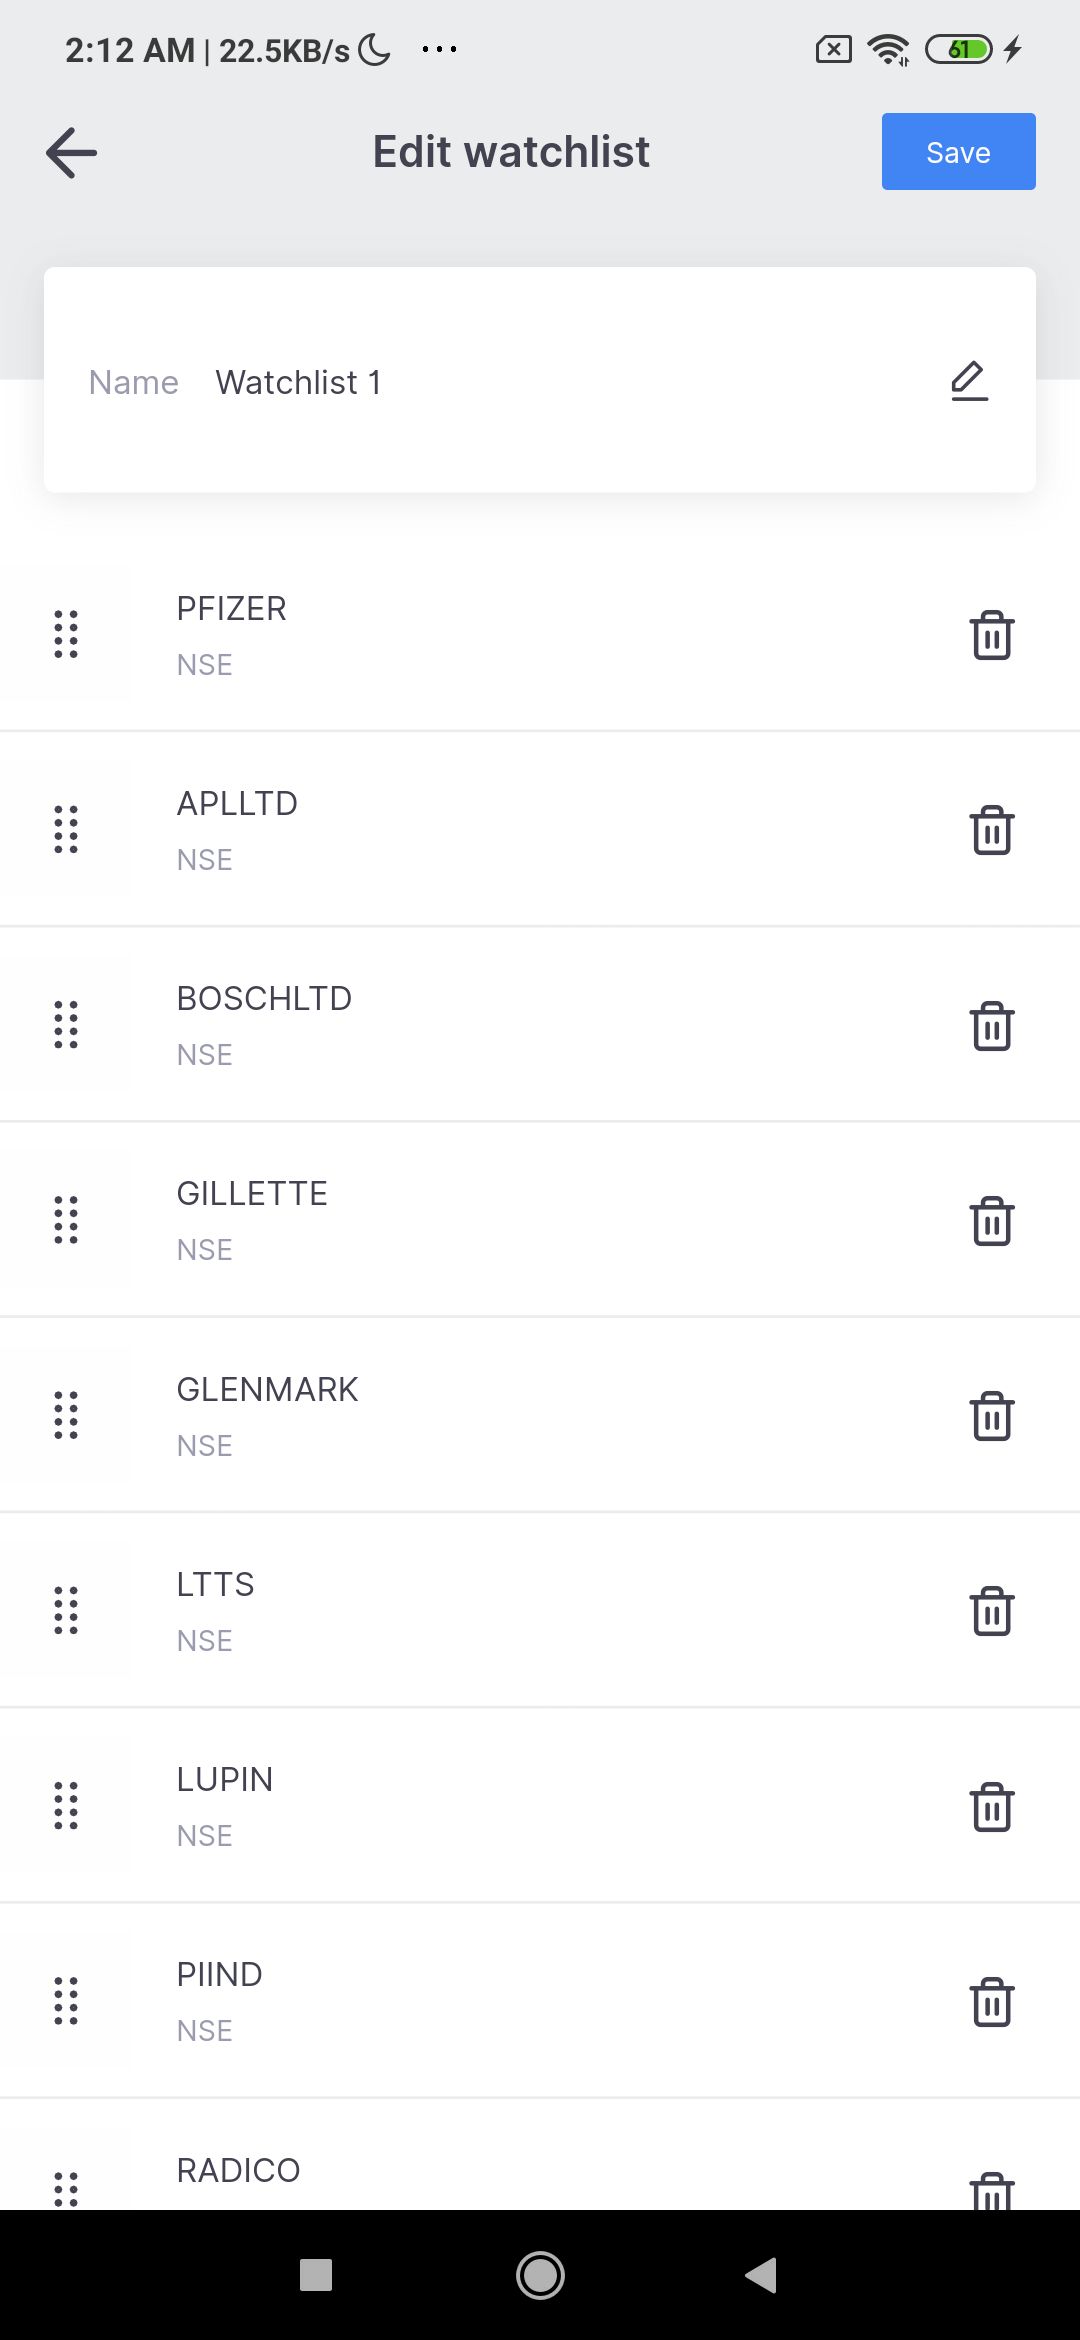 2:12 AM | 22.5KB/s ... 61
Edit watchlist
Save
Name Watchlist 1
PFIZER
NSE
APLLTD
NSE
BOSCHLTD
NSE
GILLETTE
NSE
GLENMARK
NSE
LTTS
NSE
LUPIN
NSE
PIIND
NSE
RADICO